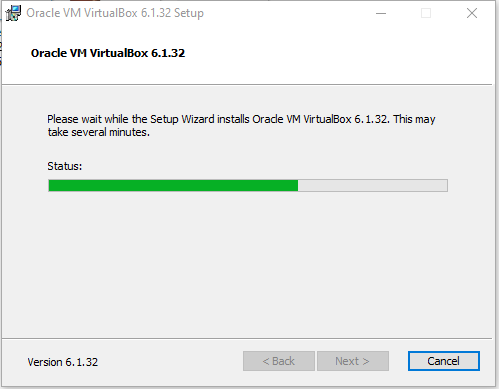 Oracle VM VirtualBox 6.1.32 Setup
Oracle VM VirtualBox 6.1.32
Please wait while the Setup Wizard installs Oracle VM VirtualBox 6.1.32. This may
take several minutes.
Status:
Version 6.1.32
< Back
Next >
Cancel